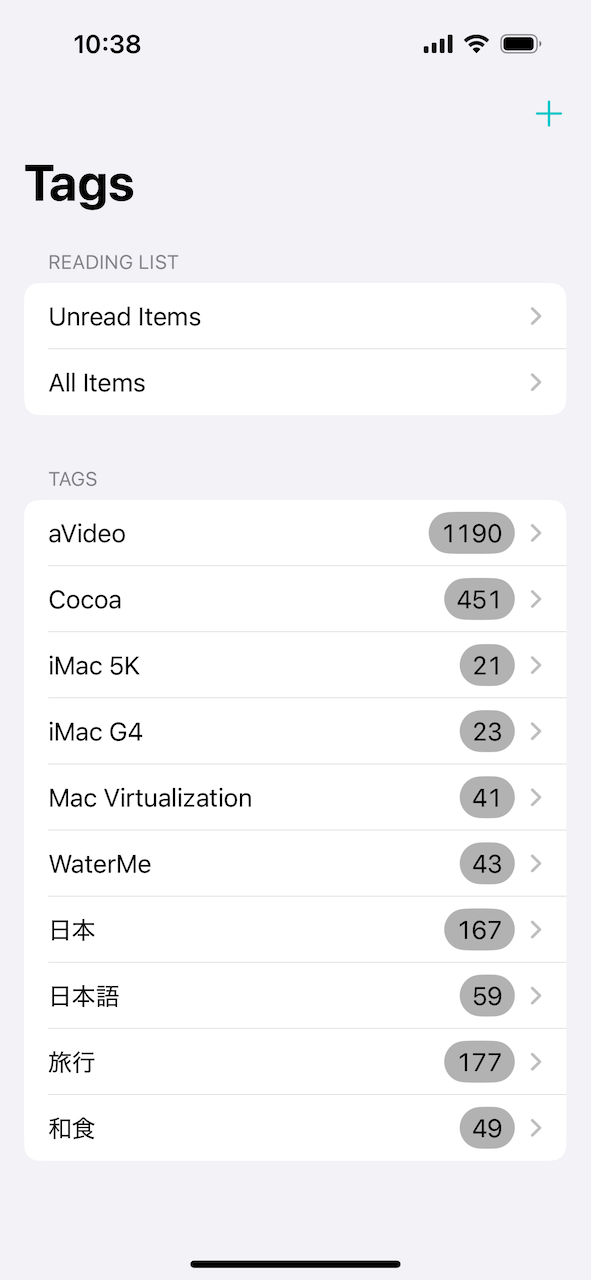 10:38
Tags
READING LIST
Unread Items
All Items
TAGS
aVideo 1190
Cocoa 451
iMac 5K 21
iMac G4 23
Mac Virtualization 41
WaterMe 43
日本 167
日本語 59
旅行 177
和食 49